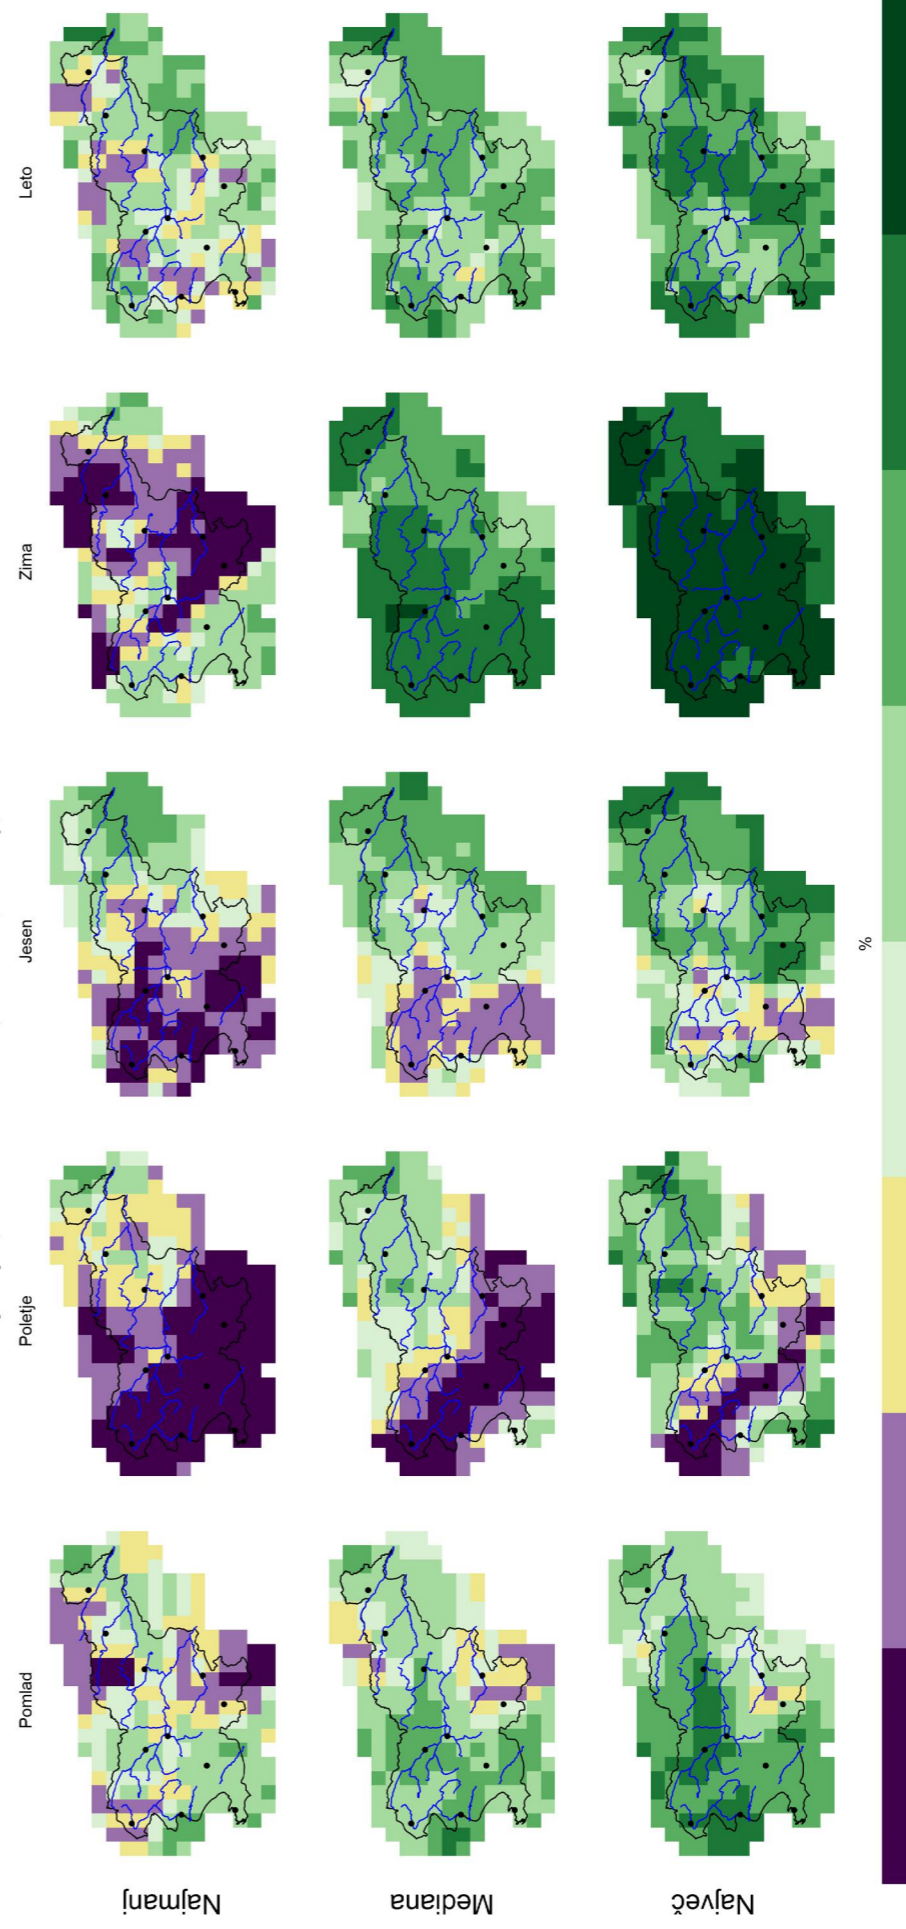 Pomlad
Poletje
Jesen
Zima
Leto
Najmanj
Mediana
Največ
%